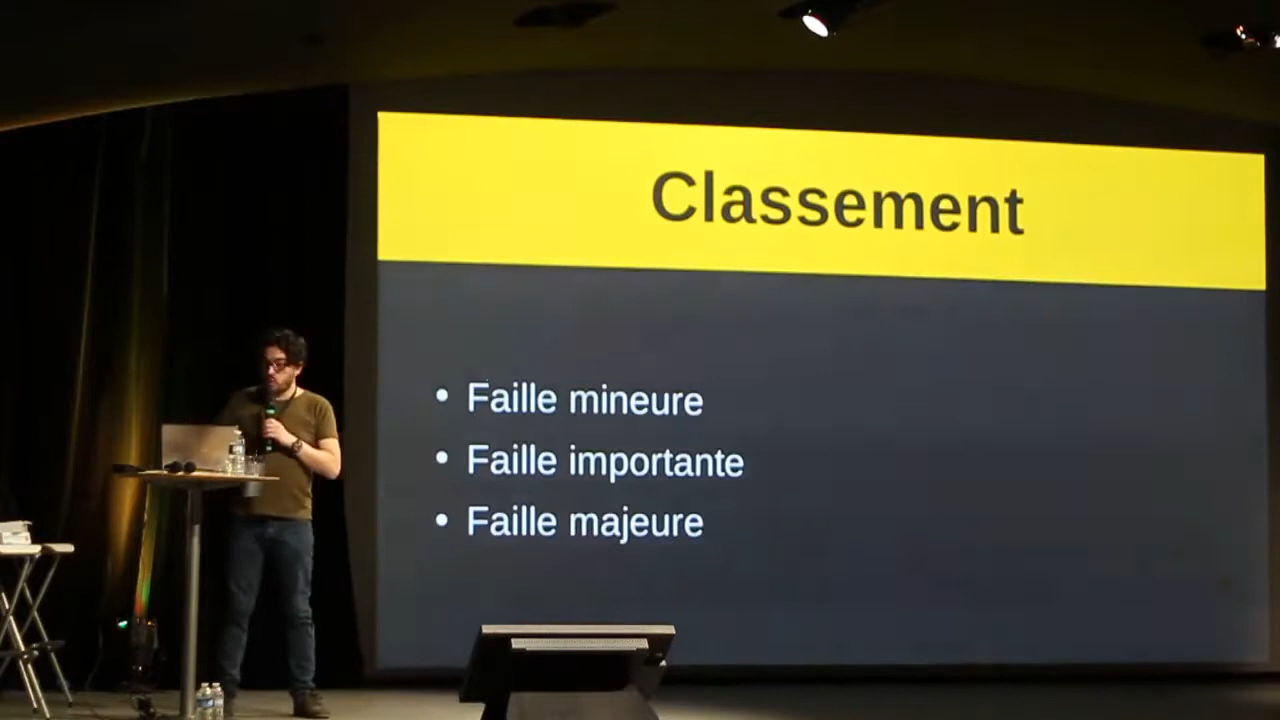 Classement
• Faille mineure
• Faille importante
• Faille majeure